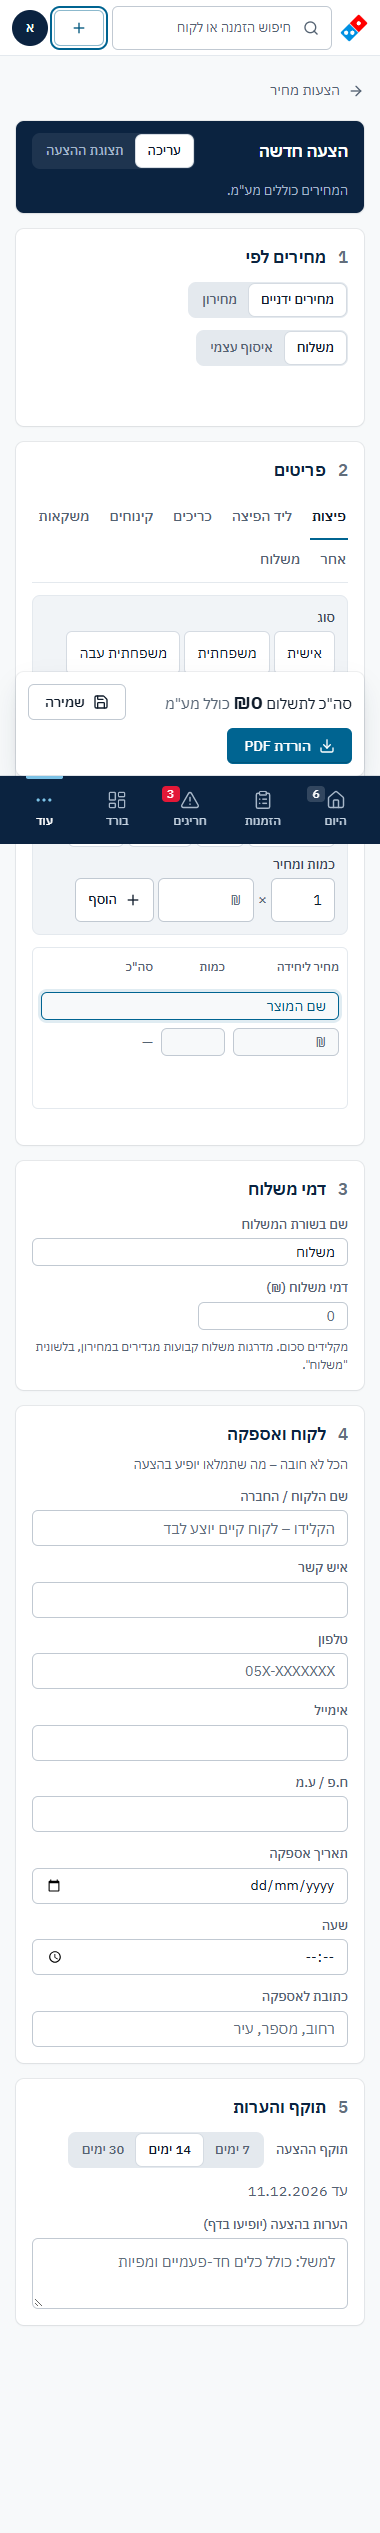 חיפוש הזמנה או לקוח
א
הצעות מחיר
הצעה חדשה
עריכה
תצוגת ההצעה
המחירים כוללים מע"מ.
1 מחירים לפי
מחירים ידניים
מחירון
משלוח
איסוף עצמי
2 פריטים
פיצות
ליד הפיצה
כריכים
קינוחים
משקאות
אחר
משלוח
סוג
אישית
משפחתית
משפחתית עבה
סה"כ לתשלום ₪0 כולל מע"מ
שמירה
הורדת PDF
היום 6
הזמנות
חריגים 3
בורד
עוד
כמות ומחיר
1 × ₪
+ הוסף
מחיר ליחידה כמות סה"כ
שם המוצר
₪ —
3 דמי משלוח
שם בשורת המשלוח
משלוח
דמי משלוח (₪)
0
מקלידים סכום. מדרגות משלוח קבועות מגדירים במחירון, בלשונית
"משלוח".
4 לקוח ואספקה
הכל לא חובה – מה שתמלאו יופיע בהצעה
שם הלקוח / החברה
הקלידו – לקוח קיים יוצע לבד
איש קשר
טלפון
05X-XXXXXXX
אימייל
ח.פ / ע.מ
תאריך אספקה
dd/mm/yyyy
שעה
--:--
כתובת לאספקה
רחוב, מספר, עיר
5 תוקף והערות
תוקף ההצעה
7 ימים
14 ימים
30 ימים
עד 11.12.2026
הערות בהצעה (יופיעו בדף)
למשל: כולל כלים חד-פעמיים ומפיות